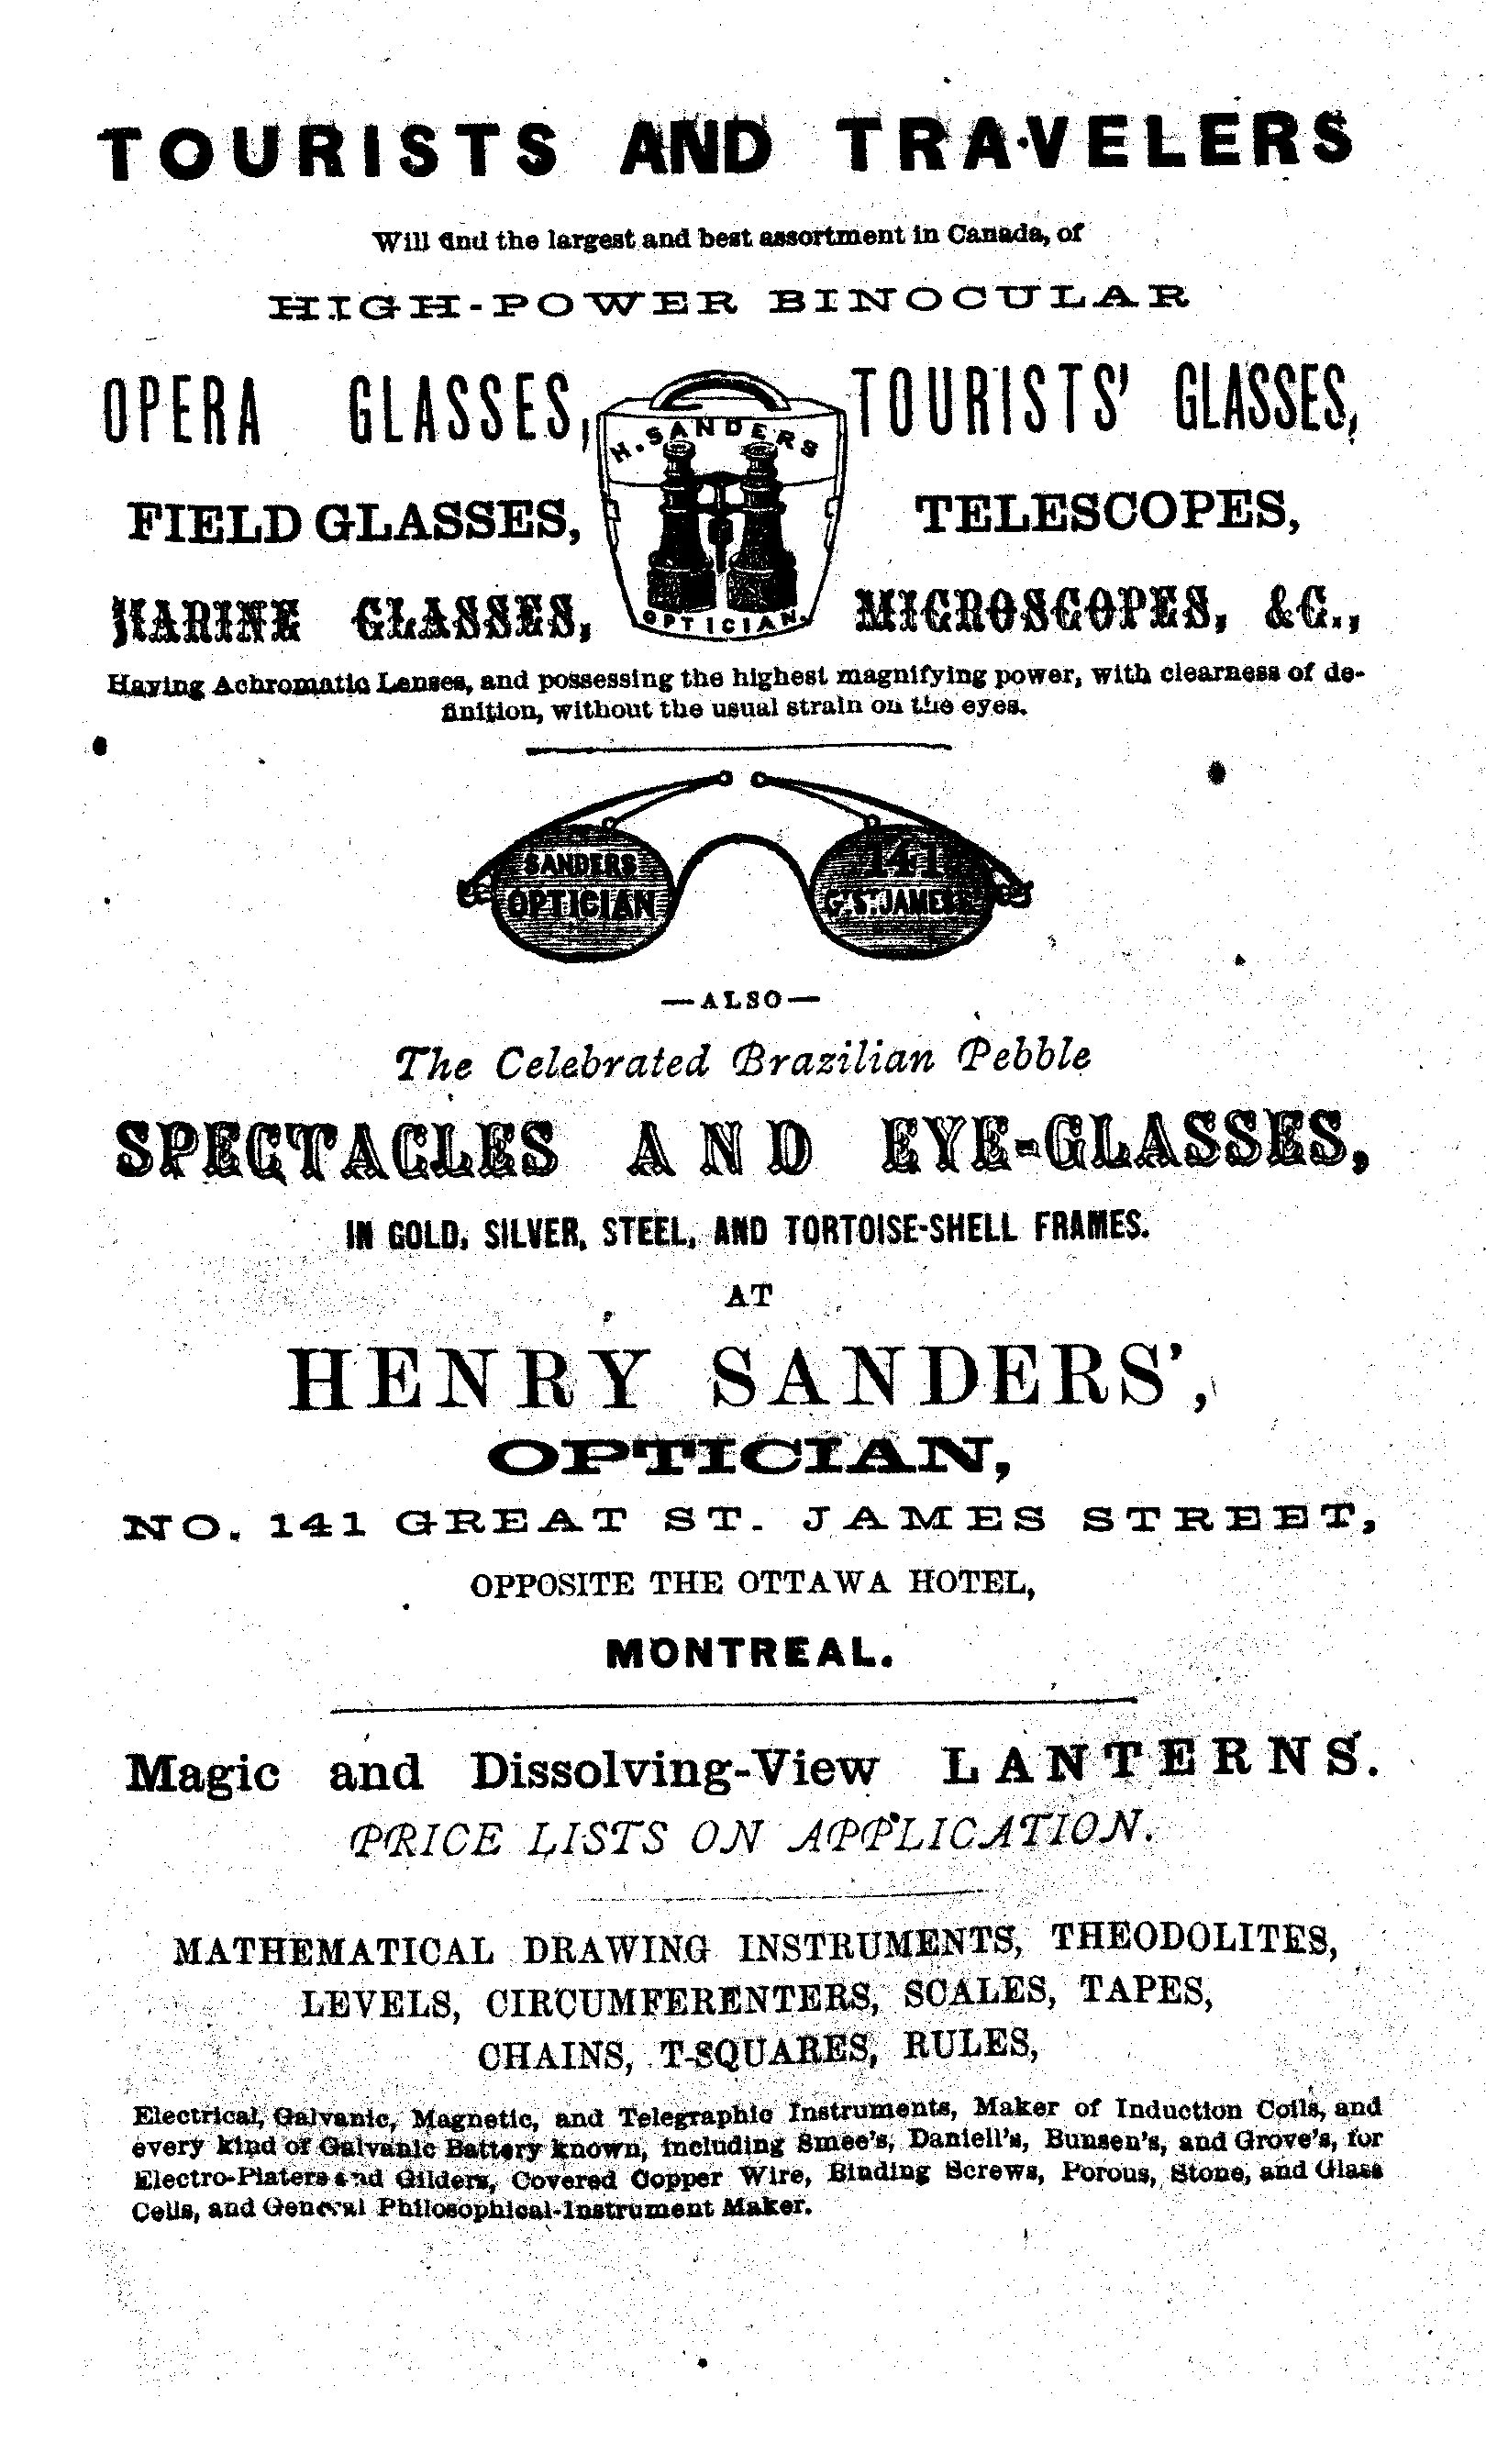 TOURISTS AND TRAVELERS
Will find the largest and best assortment in Canada, of
HIGH-POWER BINOCULAR
OPERA GLASSES,
FIELD GLASSES,
MARINE GLASSES,
H. SANDERS
OPTICIAN.
TOURISTS' GLASSES,
TELESCOPES,
MICROSCOPES, &C.,
Having Achromatic Lenses, and possessing the highest magnifying power, with clearness of de-
finition, without the usual strain on the eyes.
SANDERS
OPTICIAN
141
GT. ST. JAMES
—ALSO—
The Celebrated Brazilian Pebble
SPECTACLES AND EYE-GLASSES,
IN GOLD, SILVER, STEEL, AND TORTOISE-SHELL FRAMES.
AT
HENRY SANDERS',
OPTICIAN,
NO. 141 GREAT ST. JAMES STREET,
OPPOSITE THE OTTAWA HOTEL,
MONTREAL.
Magic and Dissolving-View LANTERNS.
PRICE LISTS ON APPLICATION.
MATHEMATICAL DRAWING INSTRUMENTS, THEODOLITES,
LEVELS, CIRCUMFERENTERS, SCALES, TAPES,
CHAINS, T-SQUARES, RULES,
Electrical, Galvanic, Magnetic, and Telegraphic Instruments, Maker of Induction Coils, and
every kind of Galvanic Battery known, including Smee's, Daniell's, Bunsen's, and Grove's, for
Electro-Platers and Gilders, Covered Copper Wire, Binding Screws, Porous, Stone, and Glass
Cells, and General Philosophical-Instrument Maker.